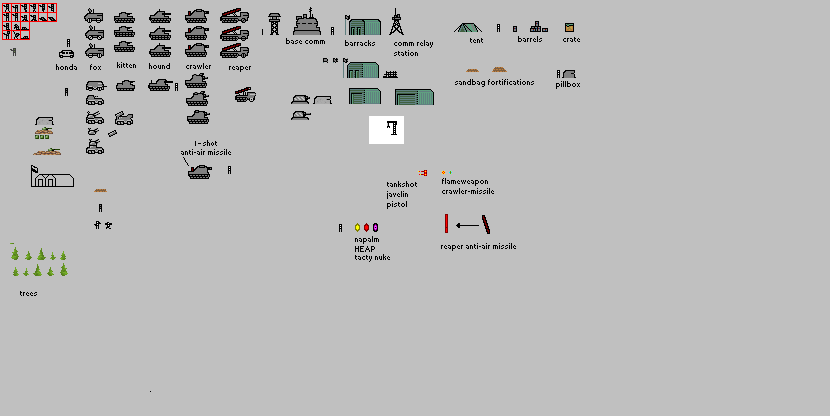 base comm
barracks
comm relay
station
tent
barrels
crate
honda
fox
kitten
hound
crawler
reaper
sandbag fortifications
pillbox
1-shot
anti-air missile
tankshot
javelin
pistol
flameweapon
crawler-missile
napalm
HEAP
tacty nuke
reaper anti-air missile
trees